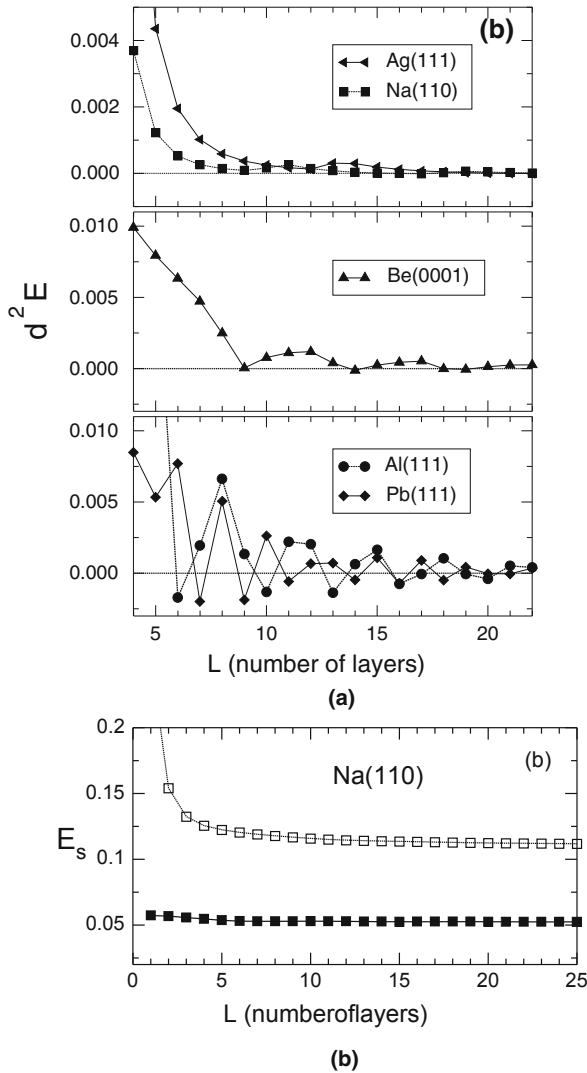 (b)
0.004
Ag(111)
Na(110)
0.002
0.000
0.010
Be(0001)
0.005
0.000
d 2 E
0.010
Al(111)
Pb(111)
0.005
0.000
5 10 15 20
L (number of layers)
(a)
0.2
(b)
Na(110)
0.15
Es
0.1
0.05
0 5 10 15 20 25
L (numberoflayers)
(b)